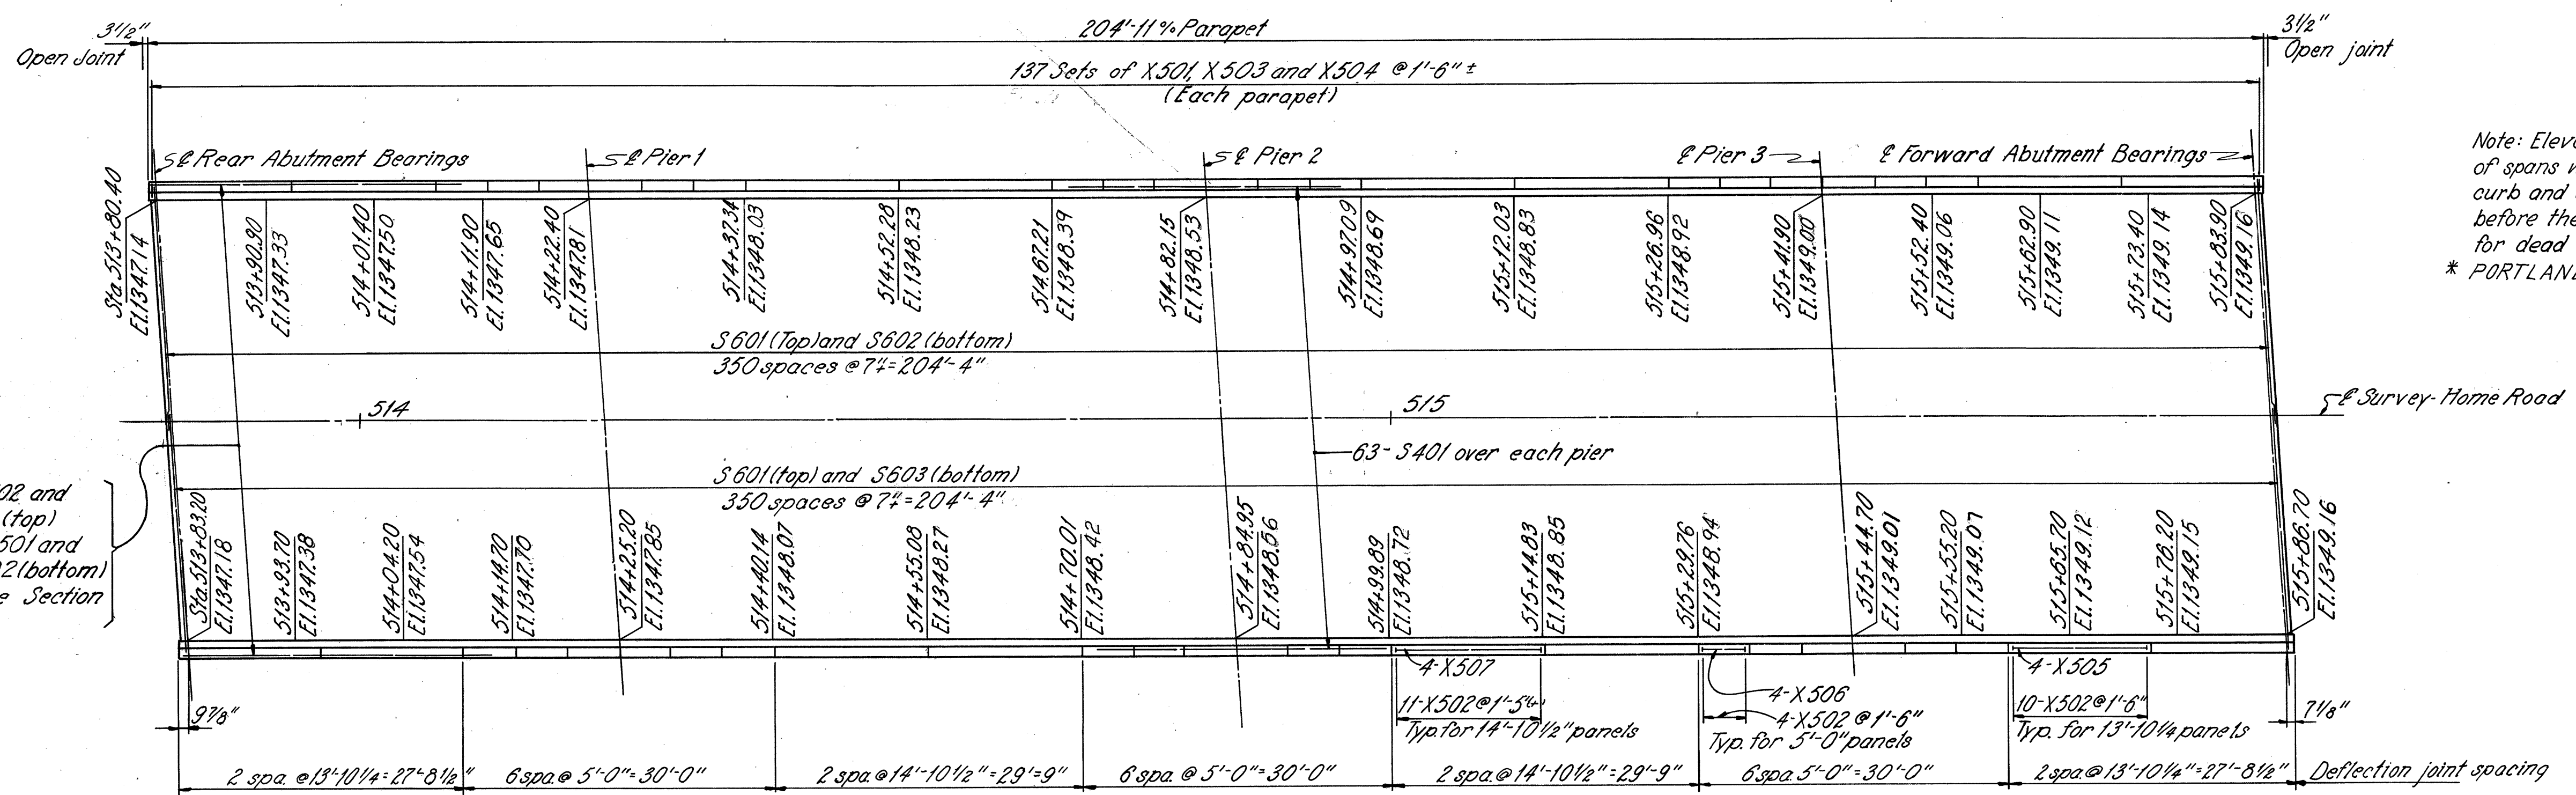 3½"
Open Joint
204'-11⅞ Parapet
3½"
Open joint
137 Sets of X501, X503 and X504 @ 1'-6" ±
(Each parapet)
℄ Rear Abutment Bearings
℄ Pier 1
℄ Pier 2
℄ Pier 3
℄ Forward Abutment Bearings
Note: Elev
of spans
curb and
before the
for dead
* PORTLAN
Sta. 513+80.40
El. 1347.14
513+90.90
El. 1347.33
514+01.40
El. 1347.50
514+11.90
El. 1347.65
514+22.40
El. 1347.81
514+37.34
El. 1348.03
514+52.28
El. 1348.23
514.67.21
El. 1348.39
514+82.15
El. 1348.53
514+97.09
El. 1348.69
515+12.03
El. 1348.83
515+26.96
El. 1348.92
515+41.90
El. 1349.00
515+52.40
El. 1349.06
515+62.90
El. 1349.11
515+73.40
El. 1349.14
515+83.90
El. 1349.16
S601 (Top) and S602 (bottom)
350 spaces @ 7"± = 204'-4"
514
515
℄ Survey-Home Road
63-S401 over each pier
S601 (top) and S603 (bottom)
350 spaces @ 7"± = 204'-4"
02 and
(top)
501 and
2 (bottom)
e Section
Sta. 513+83.20
El. 1347.18
513+93.70
El. 1347.38
514+04.20
El. 1347.54
514+14.70
El. 1347.70
514+25.20
El. 1347.85
514+40.14
El. 1348.07
514+55.08
El. 1348.27
514+70.01
El. 1348.42
514+84.95
El. 1348.56
514+99.89
El. 1348.72
515+14.83
El. 1348.85
515+29.76
El. 1348.94
515+44.70
El. 1349.01
515+55.20
El. 1349.07
515+65.70
El. 1349.12
515+76.20
El. 1349.15
515+86.70
El. 1349.16
4-X507
11-X502 @ 1'-5"(+)
Typ. for 14'-10½" panels
4-X506
4-X502 @ 1'-6"
Typ. for 5'-0" panels
4-X505
10-X502 @ 1'-6"
Typ. for 13'-10¼ panels
9⅞"
7⅛"
2 spa. @ 13'-10¼ = 27'-8½"
6 spa. @ 5'-0" = 30'-0"
2 spa. @ 14'-10½" = 29'=9"
6 spa. @ 5'-0" = 30'-0"
2 spa. @ 14'-10½" = 29'-9"
6 spa. 5'-0" = 30'-0"
2 spa @ 13'-10¼" = 27'-8½"
Deflection joint spacing